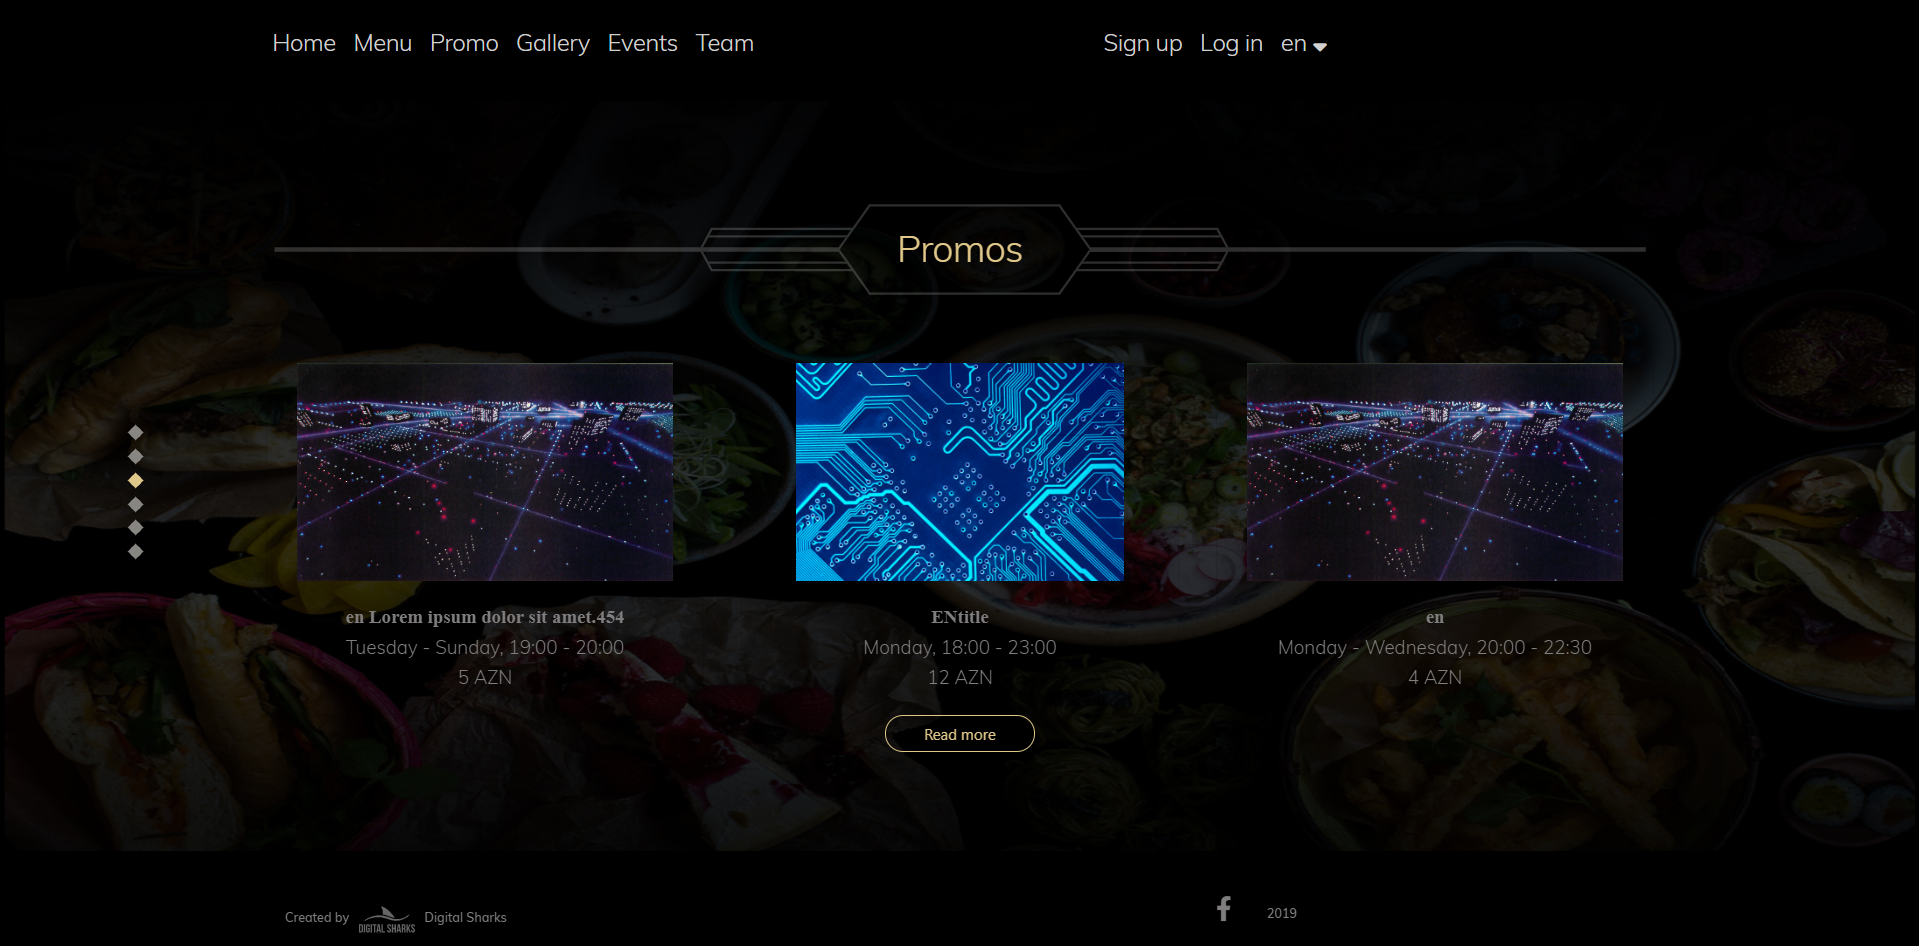 Home Menu Promo Gallery Events Team Sign up Log in en
Promos
en Lorem ipsum dolor sit amet.454
Tuesday - Sunday, 19:00 - 20:00
5 AZN
ENtitle
Monday, 18:00 - 23:00
12 AZN
Read more
en
Monday - Wednesday, 20:00 - 22:30
4 AZN
Created by DIGITAL SHARKS Digital Sharks
2019